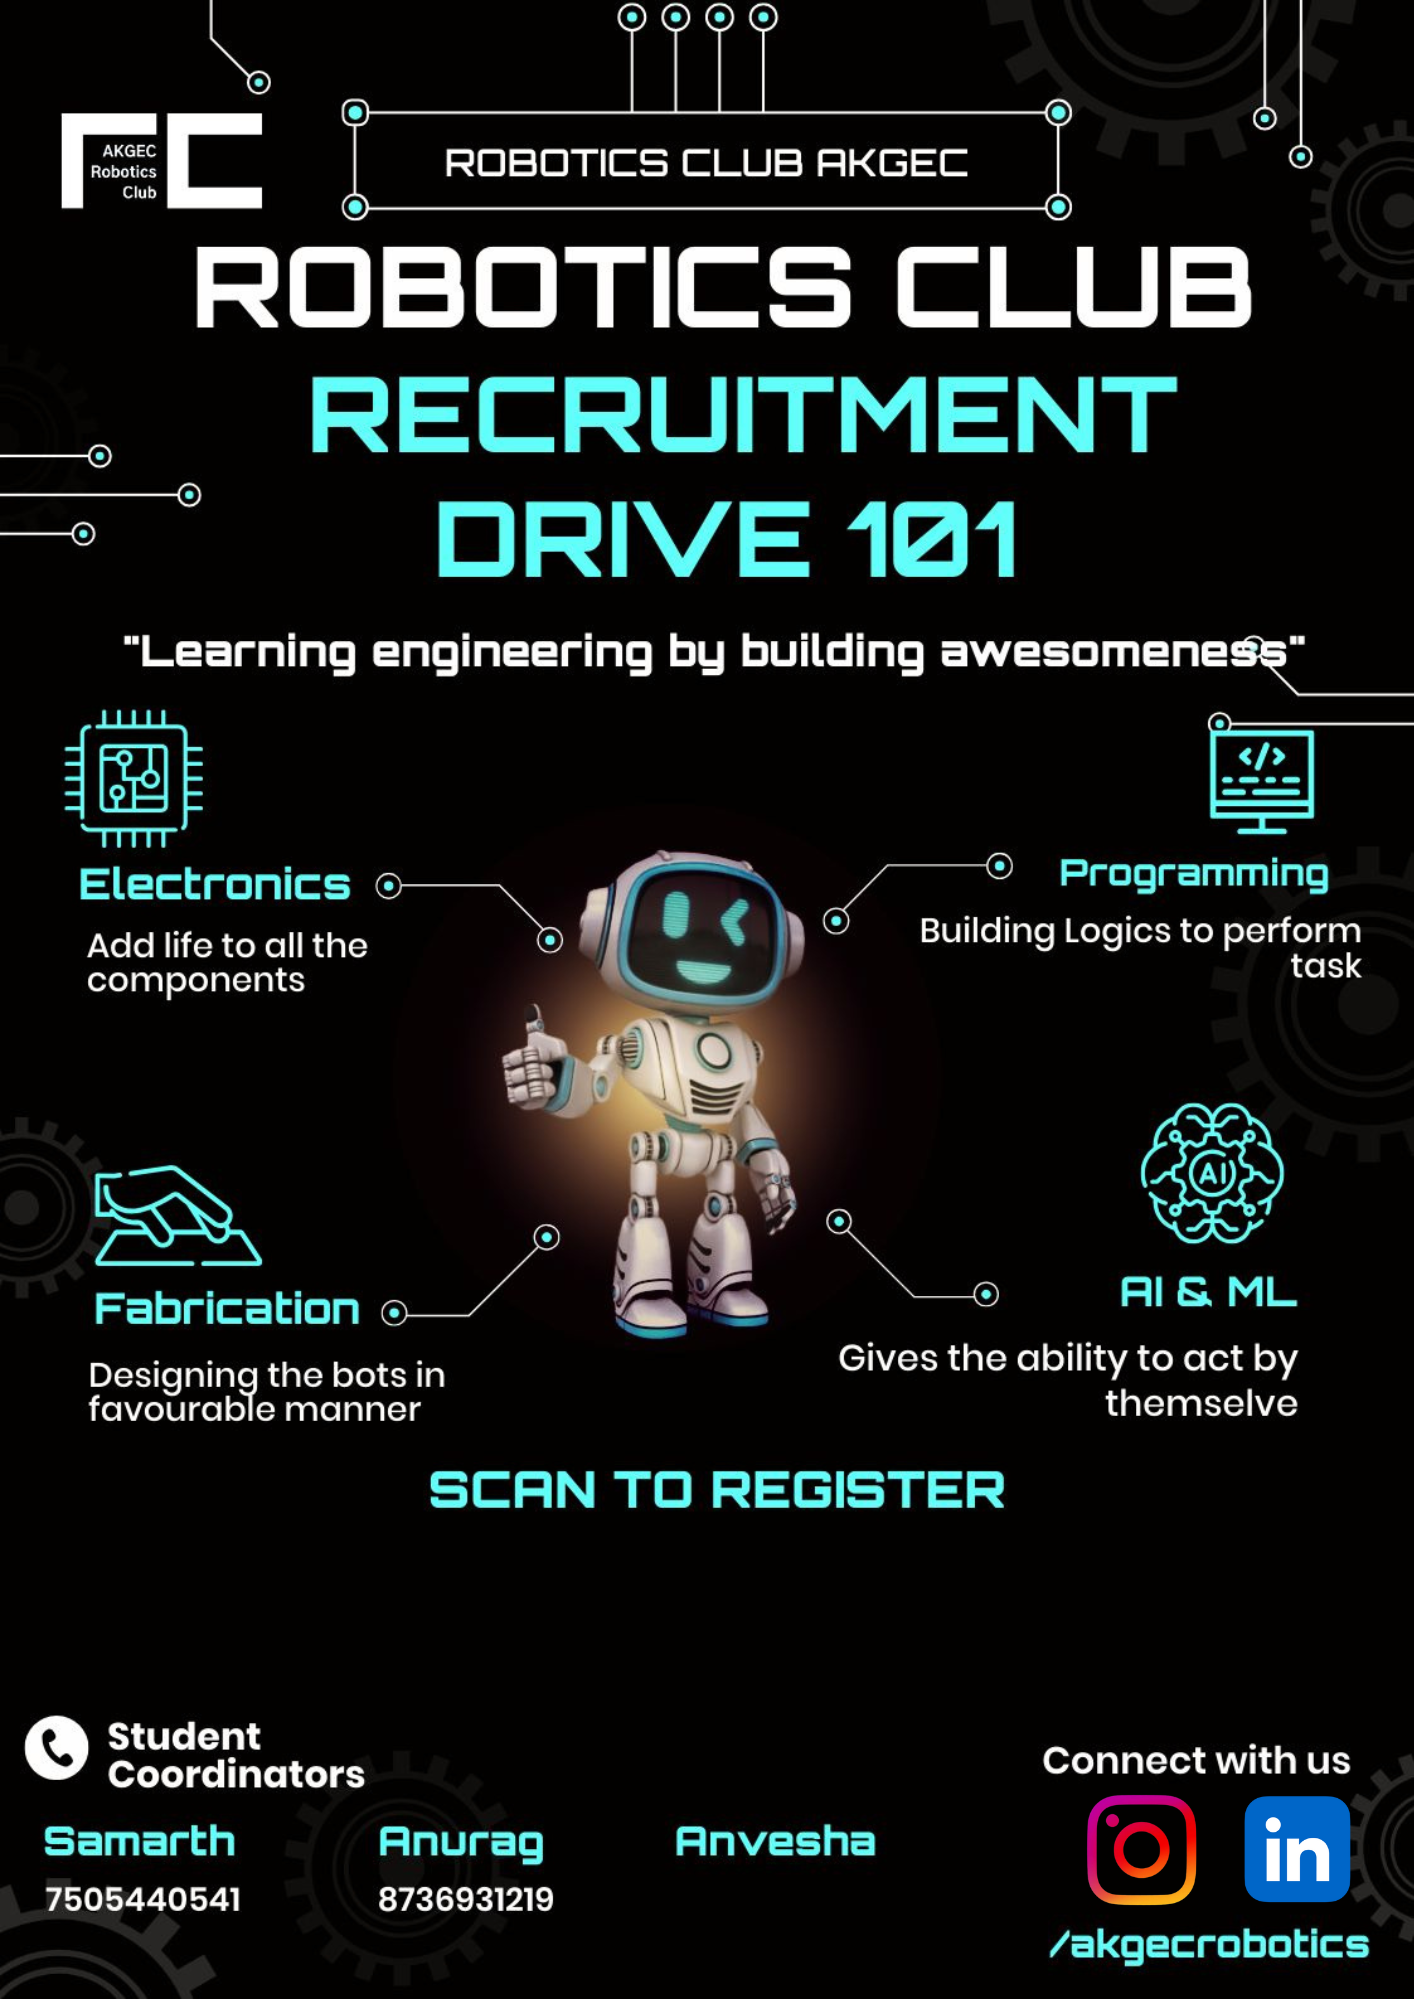 AKGEC
Robotics
Club
ROBOTICS CLUB AKGEC
ROBOTICS CLUB
RECRUITMENT
DRIVE 101
"Learning engineering by building awesomeness"
Electronics
Add life to all the
components
</>
Programming
Building Logics to perform
task
Fabrication
Designing the bots in
favourable manner
AI
AI & ML
Gives the ability to act by
themselve
SCAN TO REGISTER
Student
Coordinators
Samarth
7505440541
Anurag
8736931219
Anvesha
Connect with us
in
/akgecrobotics